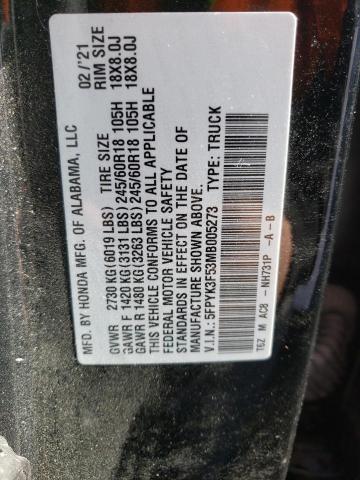 MFD. BY HONDA MFG. OF ALABAMA, LLC 02/'21
TIRE SIZE RIM SIZE
GVWR 2730 KG(6019 LBS)
GAWR F 1420 KG(3131 LBS) 245/60R18 105H 18X8.0J
GAWR R 1480 KG(3263 LBS) 245/60R18 105H 18X8.0J
THIS VEHICLE CONFORMS TO ALL APPLICABLE
FEDERAL MOTOR VEHICLE SAFETY
STANDARDS IN EFFECT ON THE DATE OF
MANUFACTURE SHOWN ABOVE.
V.I.N.: 5FPYK3F53MB005273 TYPE: TRUCK
T6Z M AC8 -NH731P -A-B